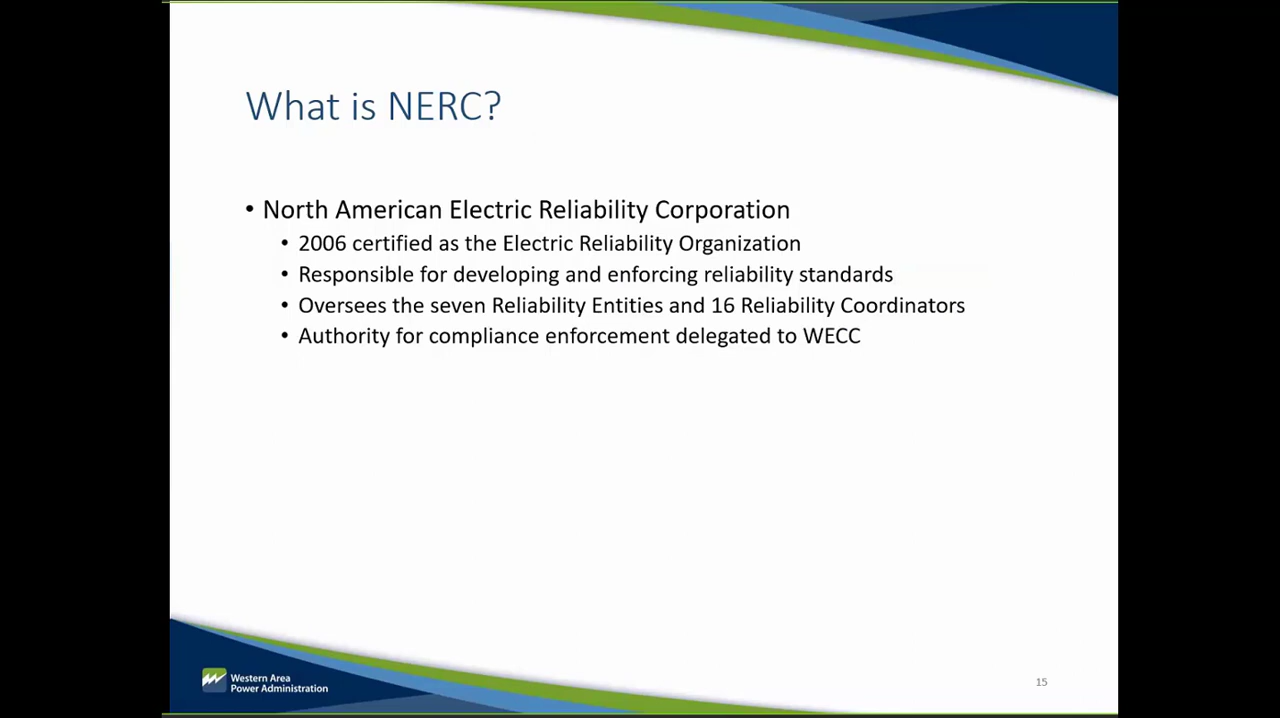 What is NERC?
• North American Electric Reliability Corporation
• 2006 certified as the Electric Reliability Organization
• Responsible for developing and enforcing reliability standards
• Oversees the seven Reliability Entities and 16 Reliability Coordinators
• Authority for compliance enforcement delegated to WECC
Western Area
Power Administration
15